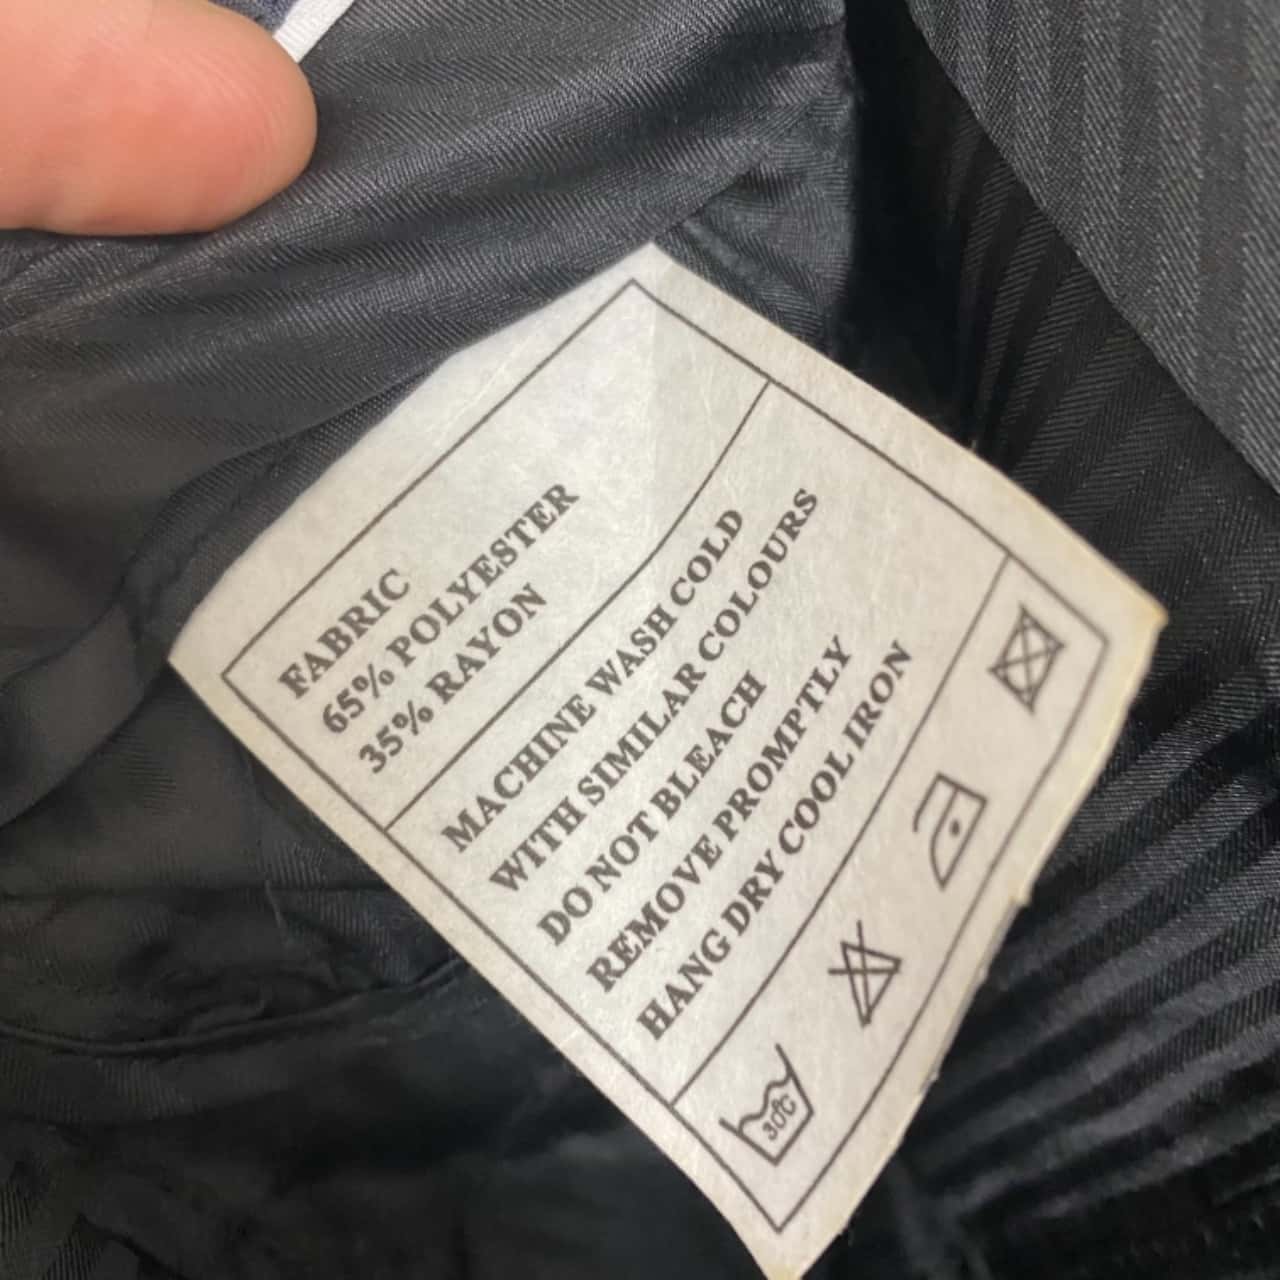 FABRIC
65% POLYESTER
35% RAYON
MACHINE WASH COLD
WITH SIMILAR COLOURS
DO NOT BLEACH
REMOVE PROMPTLY
HANG DRY COOL IRON
30°C